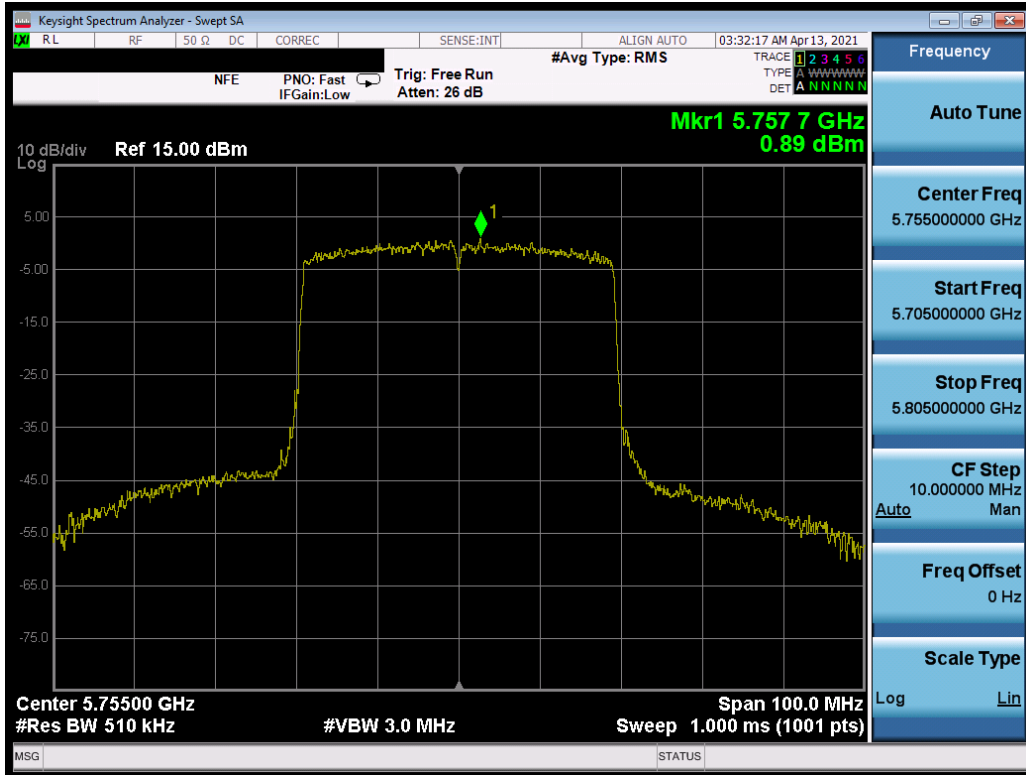 Keysight Spectrum Analyzer - Swept SA
LXI RL RF 50 Ω DC CORREC SENSE:INT ALIGN AUTO 03:32:17 AM Apr 13, 2021
#Avg Type: RMS TRACE 1 2 3 4 5 6
NFE PNO: Fast Trig: Free Run TYPE A WWWWW
IFGain:Low Atten: 26 dB DET A N N N N N
Mkr1 5.757 7 GHz
0.89 dBm
10 dB/div Ref 15.00 dBm
Log
1
5.00
-5.00
-15.0
-25.0
-35.0
-45.0
-55.0
-65.0
-75.0
Center 5.75500 GHz Span 100.0 MHz
#Res BW 510 kHz #VBW 3.0 MHz Sweep 1.000 ms (1001 pts)
MSG STATUS
Frequency
Auto Tune
Center Freq
5.755000000 GHz
Start Freq
5.705000000 GHz
Stop Freq
5.805000000 GHz
CF Step
10.000000 MHz
Auto Man
Freq Offset
0 Hz
Scale Type
Log Lin